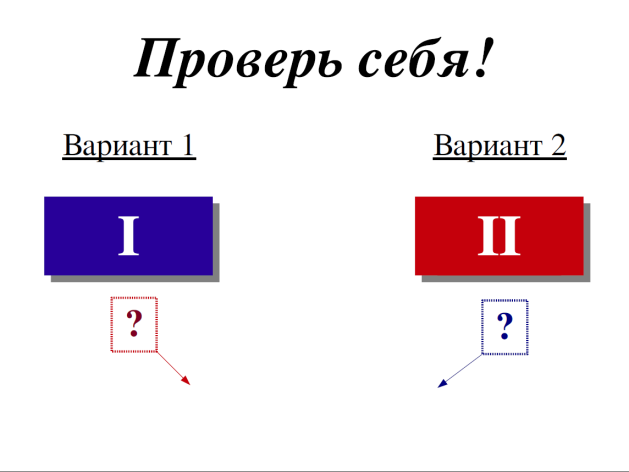 Проверь себя!
Вариант 1
Вариант 2
I
II
?
?